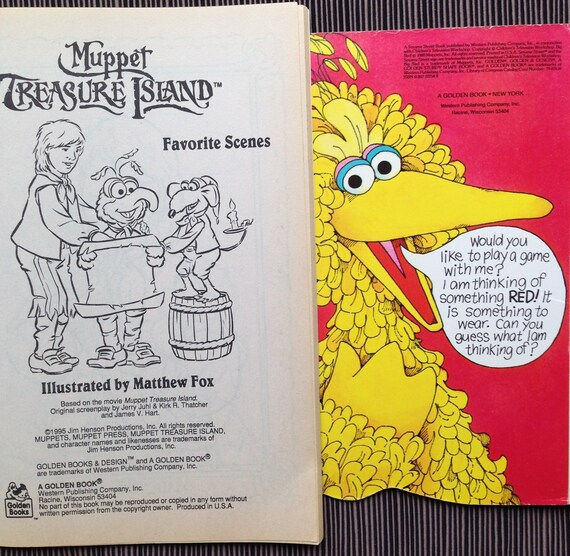 Muppet
TREASURE ISLAND™
Favorite Scenes
Illustrated by Matthew Fox
Based on the movie Muppet Treasure Island.
Original screenplay by Jerry Juhl & Kirk R. Thatcher
and James V. Hart.
©1995 Jim Henson Productions, Inc. All rights reserved.
MUPPETS, MUPPET PRESS, MUPPET TREASURE ISLAND,
and character names and likenesses are trademarks of
Jim Henson Productions, Inc.
GOLDEN BOOKS & DESIGN™ and A GOLDEN BOOK®
are trademarks of Western Publishing Company, Inc.
Golden
Books™
A GOLDEN BOOK®
Western Publishing Company, Inc.
Racine, Wisconsin 53404
No part of this book may be reproduced or copied in any form without
written permission from the copyright owner. Produced in U.S.A.
A GOLDEN BOOK • NEW YORK
Western Publishing Company, Inc.
Racine, Wisconsin 53404
Would you
like to play a game
with me?
I am thinking of
something RED! It
is something to
wear. Can you
guess what I am
thinking of?